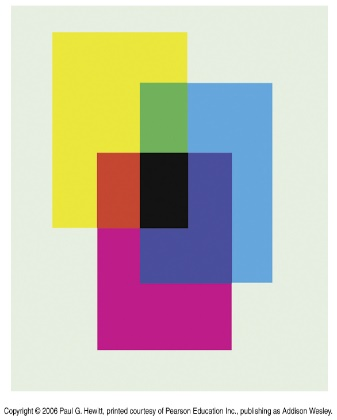 Copyright © 2006 Paul G. Hewitt, printed courtesy of Pearson Education Inc., publishing as Addison Wesley.